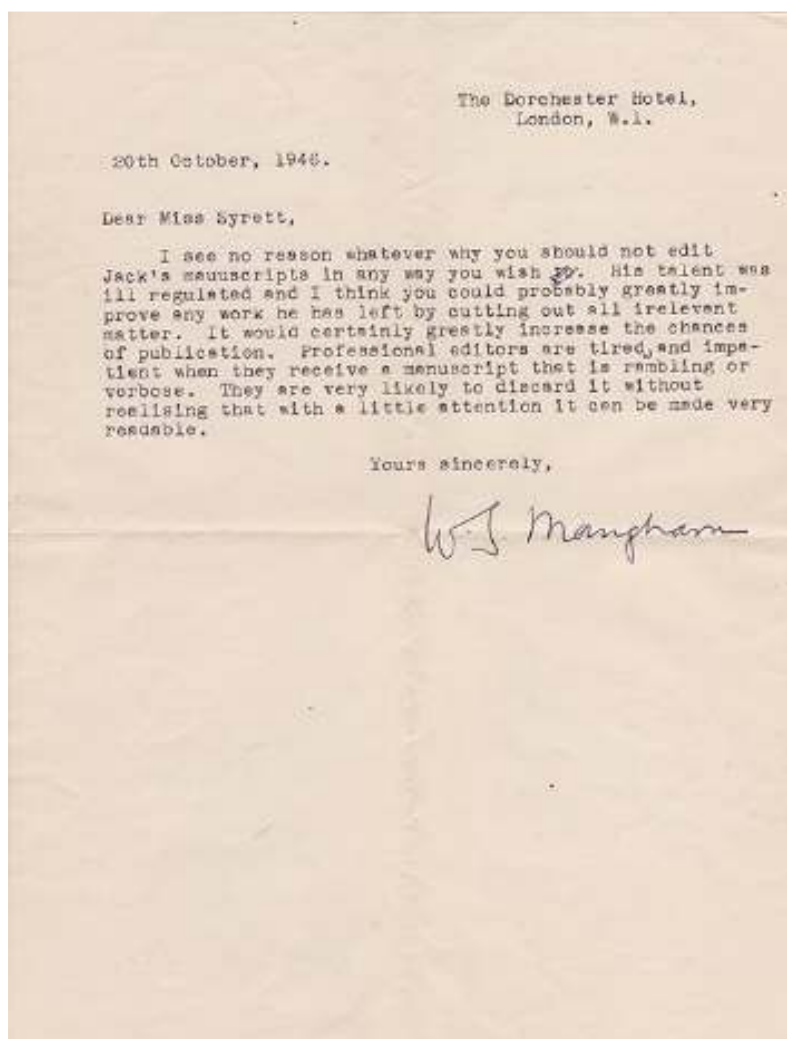 The Dorchester Hotel,
London, W.1.
20th October, 1946.
Dear Miss Syrett,
I see no reason whatever why you should not edit
Jack's mauuscripts in any way you wish. His talent was
ill regulated and I think you could probably greatly im-
prove any work he has left by cutting out all irelevant
matter. It would certainly greatly increase the chances
of publication. Professional editors are tired, and impa-
tient when they receive a manuscript that is rambling or
verbose. They are very likely to discard it without
realising that with a little attention it can be made very
readable.
Yours sincerely,
W.S. Maugham